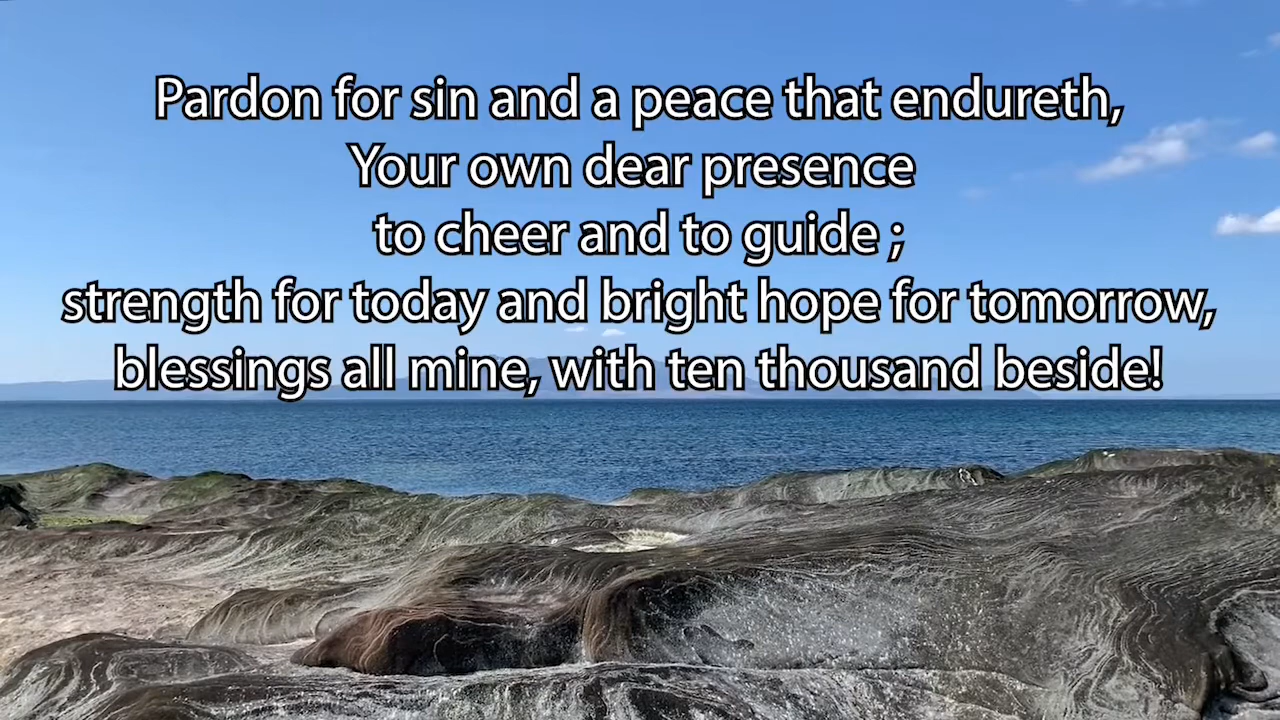 Pardon for sin and a peace that endureth,
Your own dear presence
to cheer and to guide ;
strength for today and bright hope for tomorrow,
blessings all mine, with ten thousand beside!